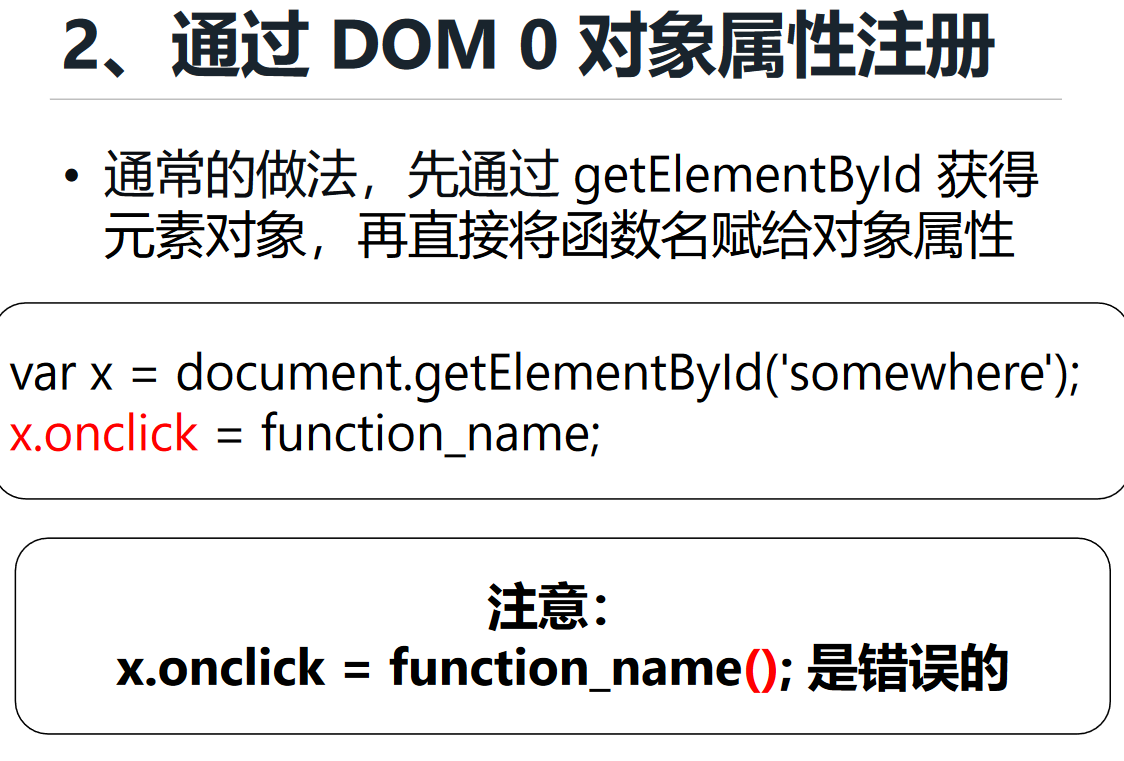 2、通过 DOM 0 对象属性注册
• 通常的做法，先通过 getElementById 获得
元素对象，再直接将函数名赋给对象属性
var x = document.getElementById('somewhere');
x.onclick = function_name;
注意：
x.onclick = function_name(); 是错误的